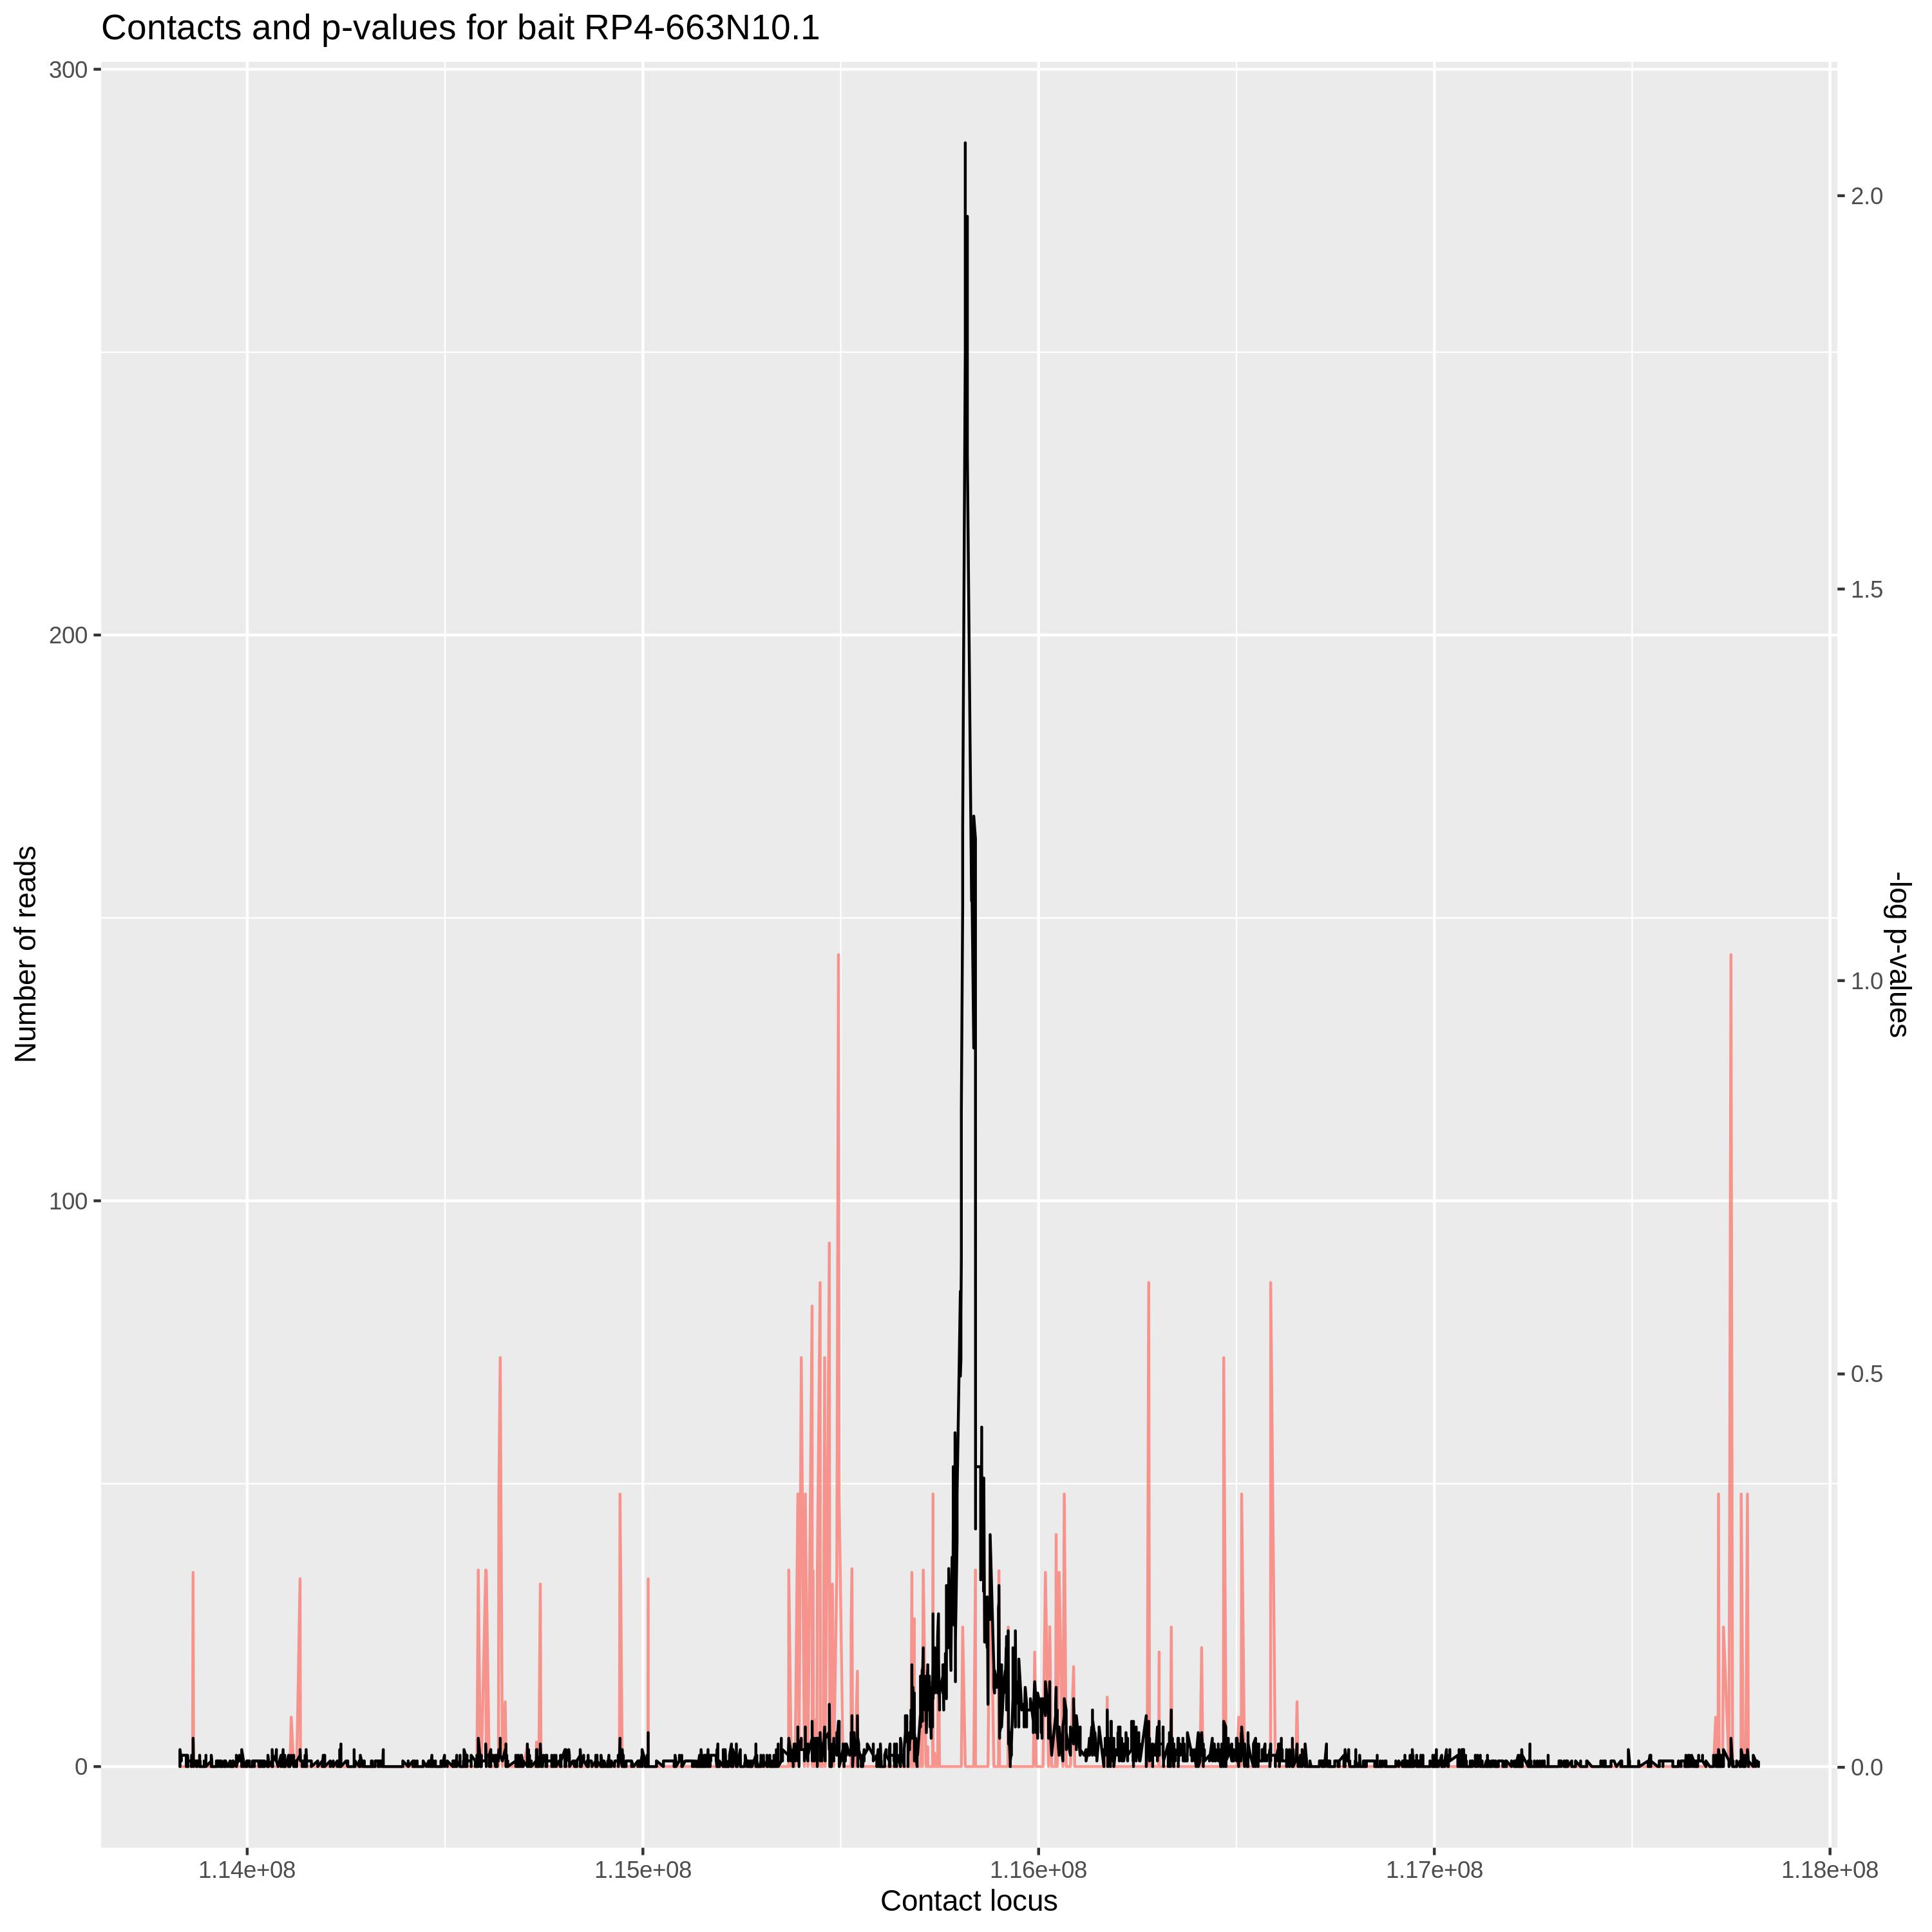 Contacts and p-values for bait RP4-663N10.1
300
200
100
0
Number of reads
2.0
1.5
1.0
0.5
0.0
-log p-values
1.14e+08
1.15e+08
1.16e+08
1.17e+08
1.18e+08
Contact locus